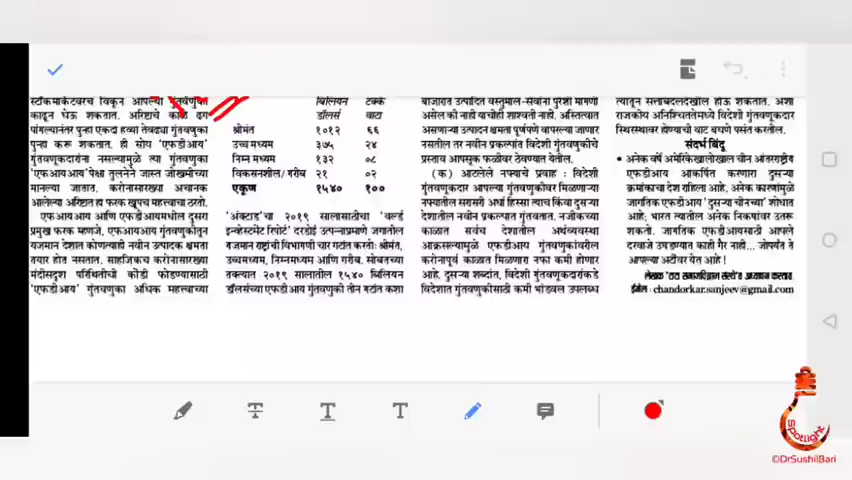 स्टॉकमार्केटवरच विकून आपल्या गुंतवणुका
काढून घेऊ शकतात. अरिष्टाचे काळे ढग
पांगल्यानंतर पुन्हा एकदा हव्या तेवढ्या गुंतवणुका
पुन्हा करू शकतात. ही सोय 'एफडीआय'
गुंतवणूकदारांना नसल्यामुळे त्या गुंतवणुका
'एफआयआय'पेक्षा तुलनेने जास्त जोखमीच्या
मानल्या जातात. करोनासारख्या अचानक
आलेल्या अरिष्टात हा फरक खूपच महत्त्वाचा ठरतो.
एफआयआय आणि एफडीआयमधील दुसरा
प्रमुख फरक म्हणजे, एफआयआय गुंतवणुकीतून
यजमान देशात कोणत्याही नवीन उत्पादक क्षमता
तयार होत नसतात. साहजिकच करोनासारख्या
मंदीसदृश परिस्थितीची कोंडी फोडण्यासाठी
'एफडीआय' गुंतवणुका अधिक महत्त्वाच्या
बिलियन टक्के
डॉलर्स वाटा
श्रीमंत १०१२ ६६
उच्च मध्यम ३७५ २४
निम्न मध्यम १३२ ०८
विकसनशील/ गरीब २१ ०२
एकूण १५४० १००
'अंक्टाड'चा २०१९ सालासाठीचा 'वर्ल्ड
इन्व्हेस्टमेंट रिपोर्ट' दरडोई उत्पन्नाप्रमाणे जगातील
यजमान राष्ट्रांची विभागणी चार गटांत करतो: श्रीमंत,
उच्चमध्यम, निम्नमध्यम आणि गरीब. सोबतच्या
तक्त्यात २०१९ सालातील १५४० बिलियन
डॉलर्सच्या एफडीआय गुंतवणुकी तीन गटांत कशा
बाजारात उत्पादित वस्तुमाल-सेवांना पुरेशी मागणी
असेल की नाही याचीही शाश्वती नाही. अस्तित्वात
असणाऱ्या उत्पादन क्षमता पूर्णपणे वापरल्या जाणार
नसतील तर नवीन प्रकल्पांत विदेशी गुंतवणुकीचे
प्रस्ताव आपसूक फळीवर ठेवण्यात येतील.
(क) आटलेले नफ्याचे प्रवाह : विदेशी
गुंतवणूकदार आपल्या गुंतवणुकीवर मिळणाऱ्या
नफ्यातील सरासरी अर्धा हिस्सा त्याच किंवा दुसऱ्या
देशातील नवीन प्रकल्पात गुंतवतात. नजीकच्या
काळात सर्वच देशातील अर्थव्यवस्था
आक्रसल्यामुळे एफडीआय गुंतवणुकांवरील
करोनापूर्व काळात मिळणारा नफा कमी होणार
आहे. दुसऱ्या शब्दांत, विदेशी गुंतवणूकदारांकडे
विदेशात गुंतवणुकीसाठी कमी भांडवल उपलब्ध
त्यातून सत्ताबदलदेखील होऊ शकतात. अशा
राजकीय अनिश्चिततेमध्ये विदेशी गुंतवणूकदार
स्थिरस्थावर होण्याची वाट बघणे पसंत करतील.
संदर्भ बिंदू
• अनेक वर्षे अमेरिकेखालोखाल चीन आंतरराष्ट्रीय
एफडीआय आकर्षित करणारा दुसऱ्या
क्रमांकाचा देश राहिला आहे. अनेक कारणांमुळे
जागतिक एफडीआय 'दुसऱ्या चीनच्या' शोधात
आहे; भारत त्यातील अनेक निकषांवर उतरू
शकतो. जागतिक एफडीआयसाठी आपले
दरवाजे उघडण्यात काही गैर नाही... जोपर्यंत ते
आपल्या अटींवर येत आहे !
ईमेल : chandorkar.sanjeev@gmail.com
T T T
Spotlight
©DrSushilBari